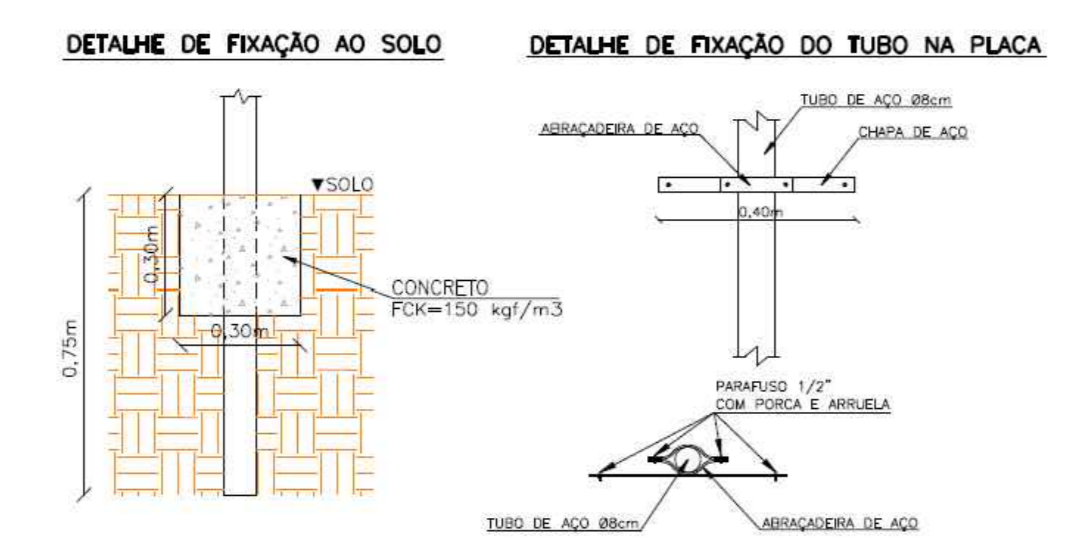 DETALHE DE FIXAÇÃO AO SOLO
▼SOLO
0,30m
0,75m
0,30m
CONCRETO
FCK=150 kgf/m3
DETALHE DE FIXAÇÃO DO TUBO NA PLACA
TUBO DE AÇO Ø8cm
ABRAÇADEIRA DE AÇO
CHAPA DE AÇO
0,40m
PARAFUSO 1/2"
COM PORCA E ARRUELA
TUBO DE AÇO Ø8cm
ABRAÇADEIRA DE AÇO